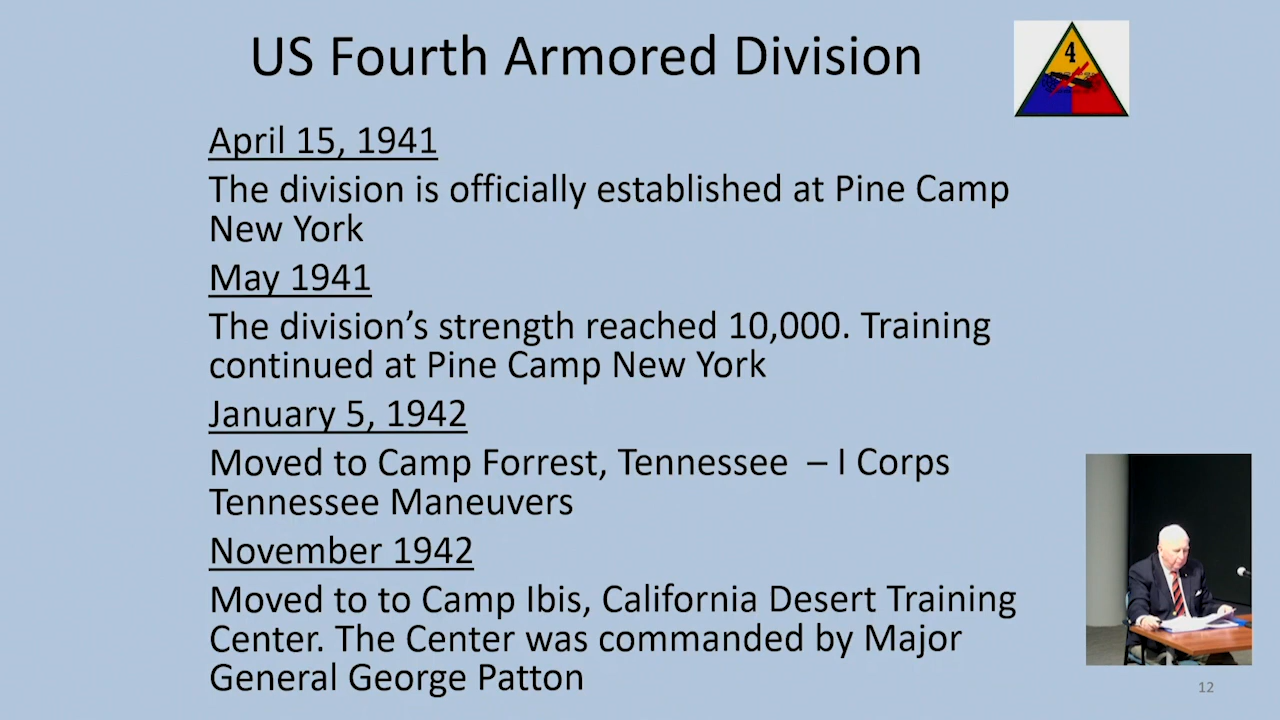 US Fourth Armored Division
4
April 15, 1941
The division is officially established at Pine Camp
New York
May 1941
The division’s strength reached 10,000. Training
continued at Pine Camp New York
January 5, 1942
Moved to Camp Forrest, Tennessee – I Corps
Tennessee Maneuvers
November 1942
Moved to to Camp Ibis, California Desert Training
Center. The Center was commanded by Major
General George Patton
12